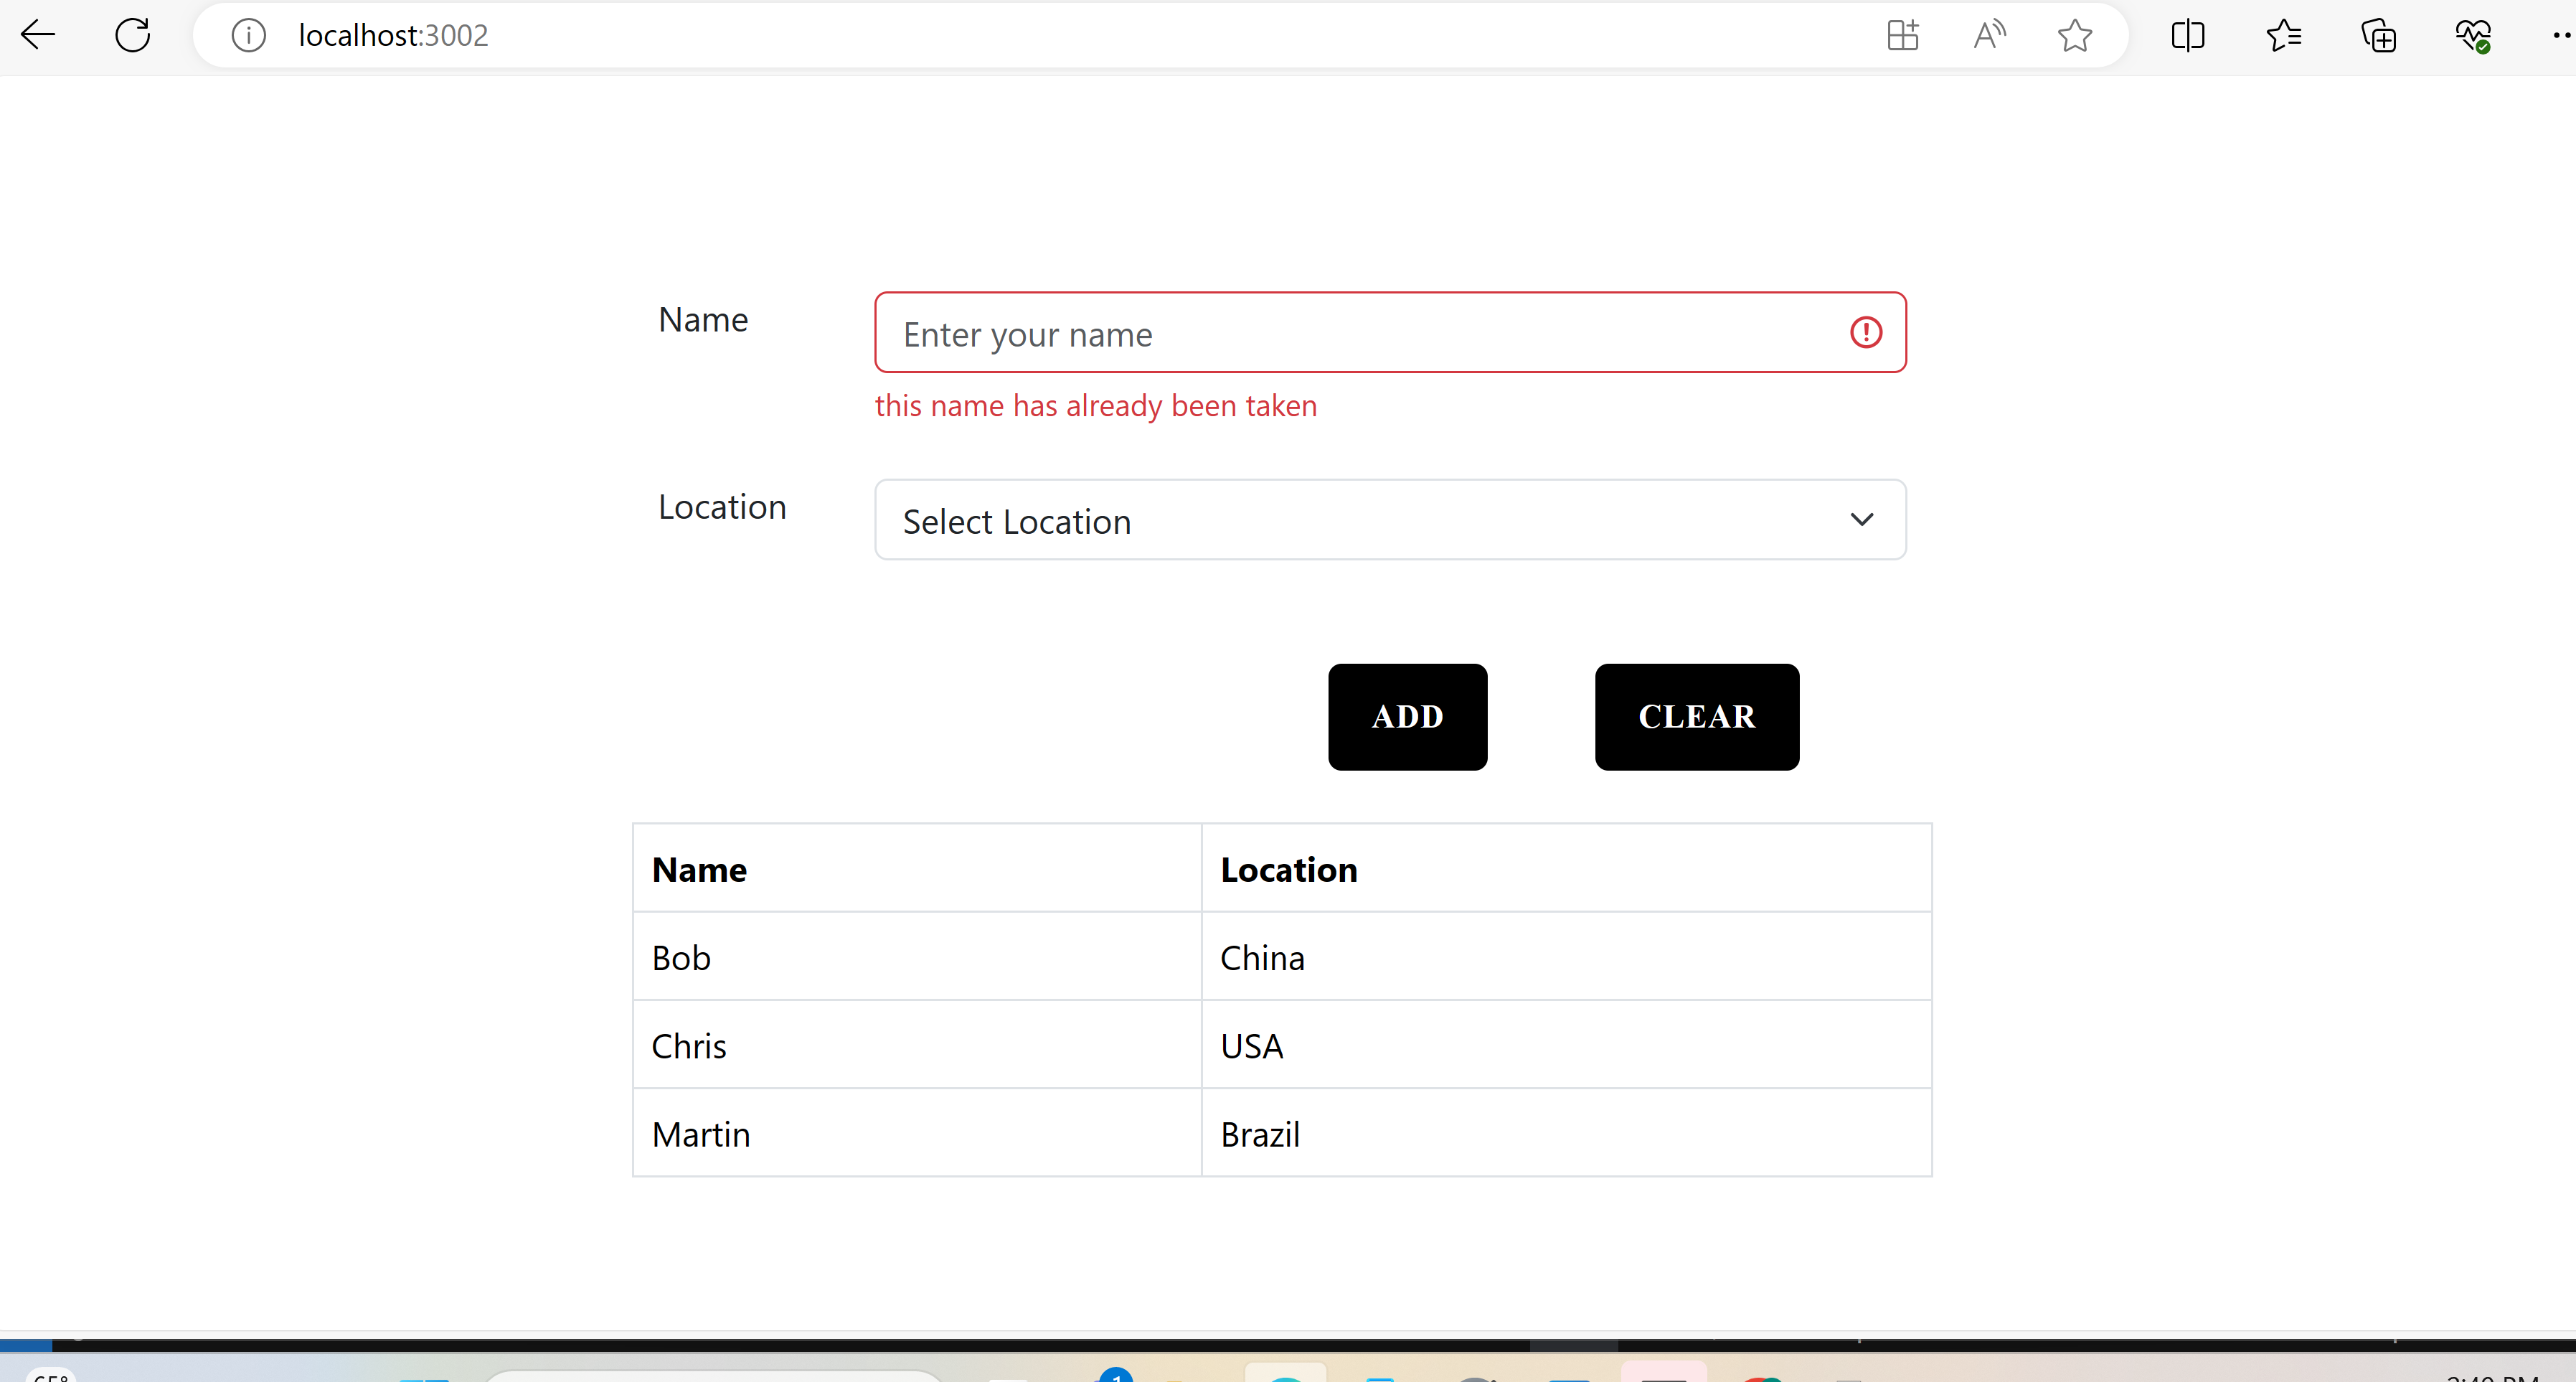 localhost:3002
Name
Enter your name
this name has already been taken
Location
Select Location
ADD CLEAR
Name Location
Bob China
Chris USA
Martin Brazil